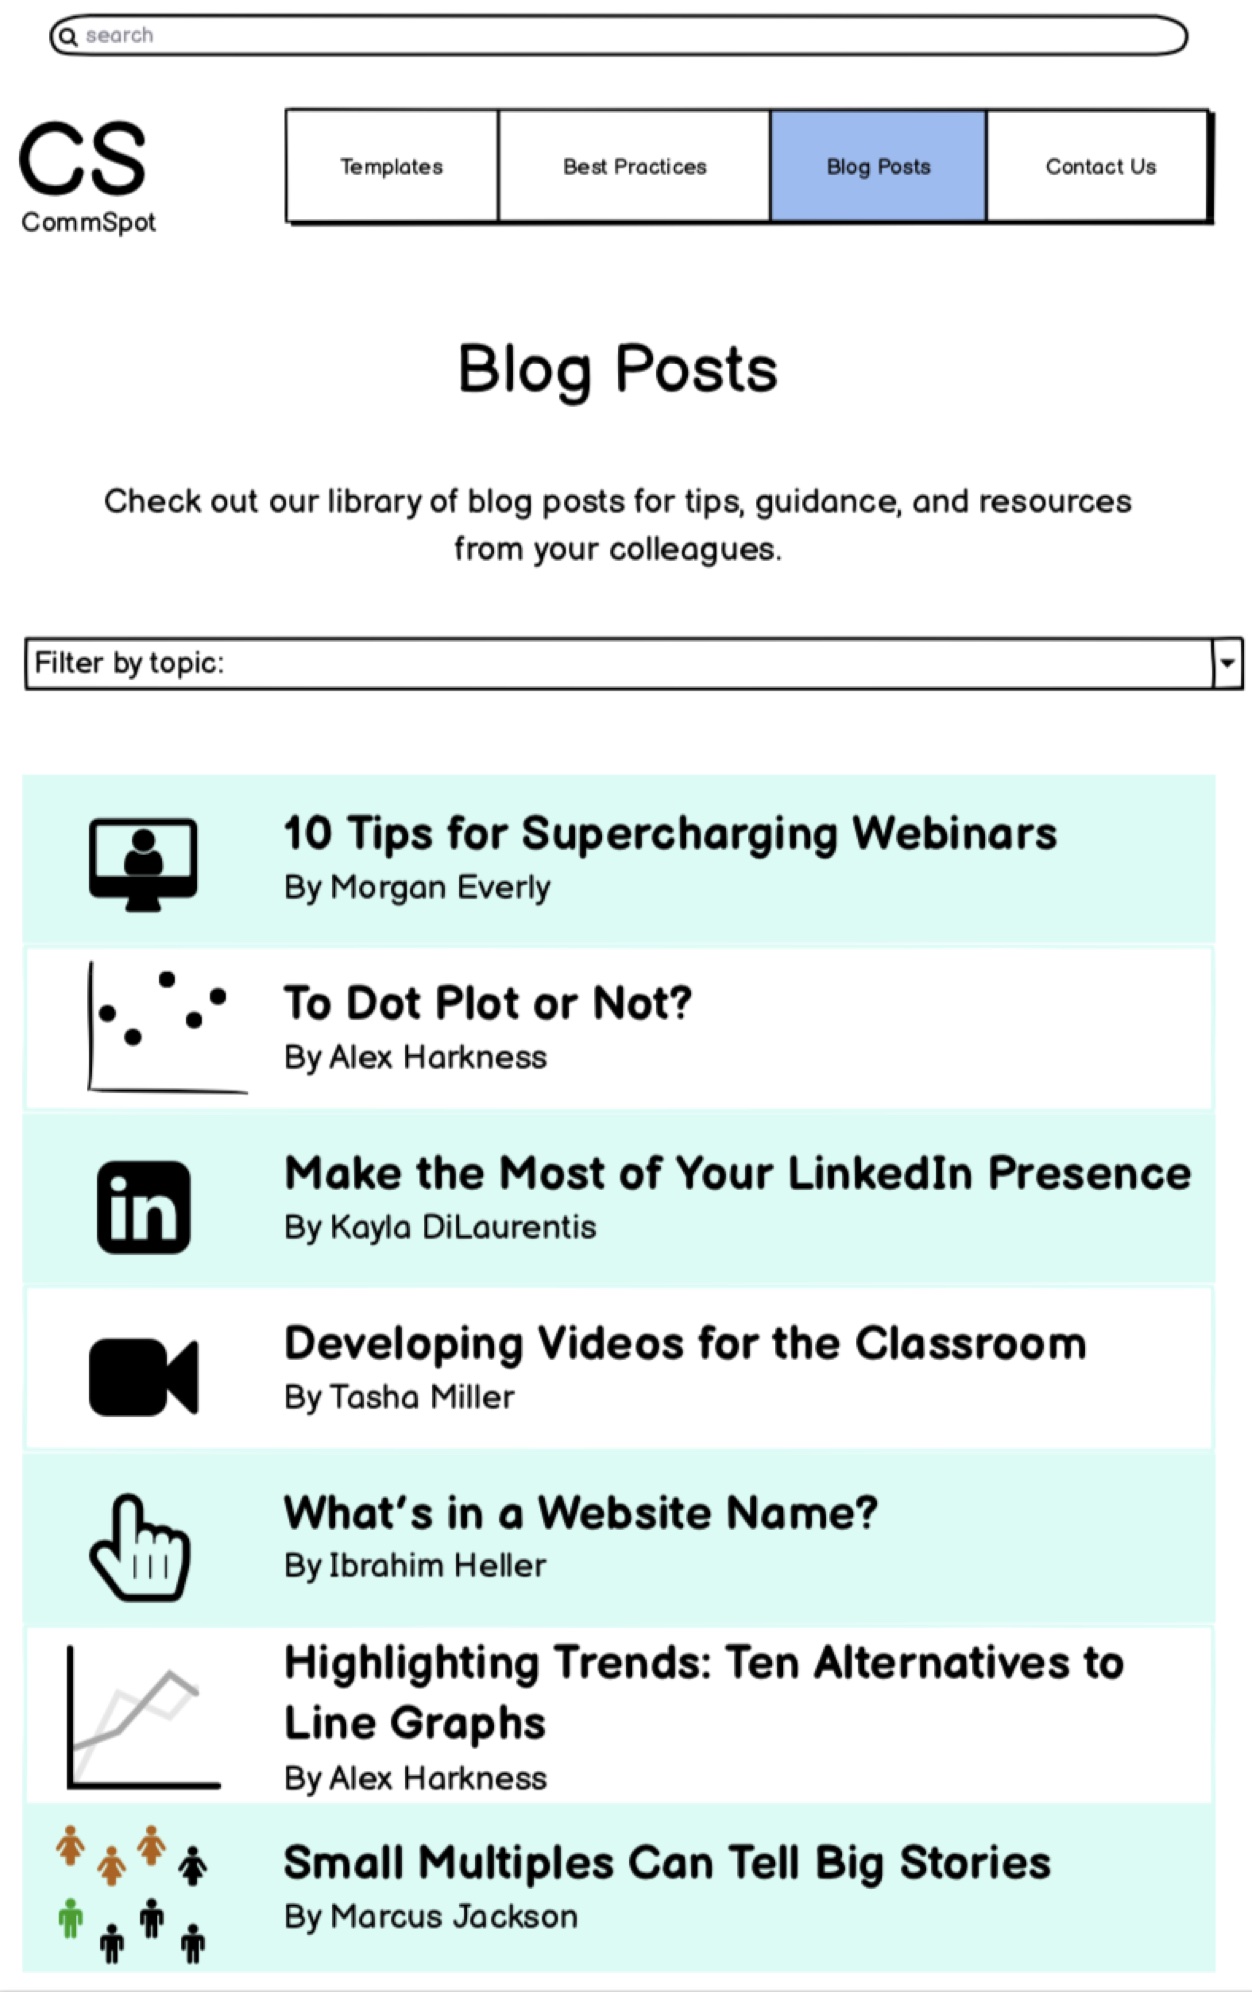 search
CS
CommSpot
Templates
Best Practices
Blog Posts
Contact Us
Blog Posts
Check out our library of blog posts for tips, guidance, and resources
from your colleagues.
Filter by topic:
10 Tips for Supercharging Webinars
By Morgan Everly
To Dot Plot or Not?
By Alex Harkness
in
Make the Most of Your LinkedIn Presence
By Kayla DiLaurentis
Developing Videos for the Classroom
By Tasha Miller
What's in a Website Name?
By Ibrahim Heller
Highlighting Trends: Ten Alternatives to
Line Graphs
By Alex Harkness
Small Multiples Can Tell Big Stories
By Marcus Jackson